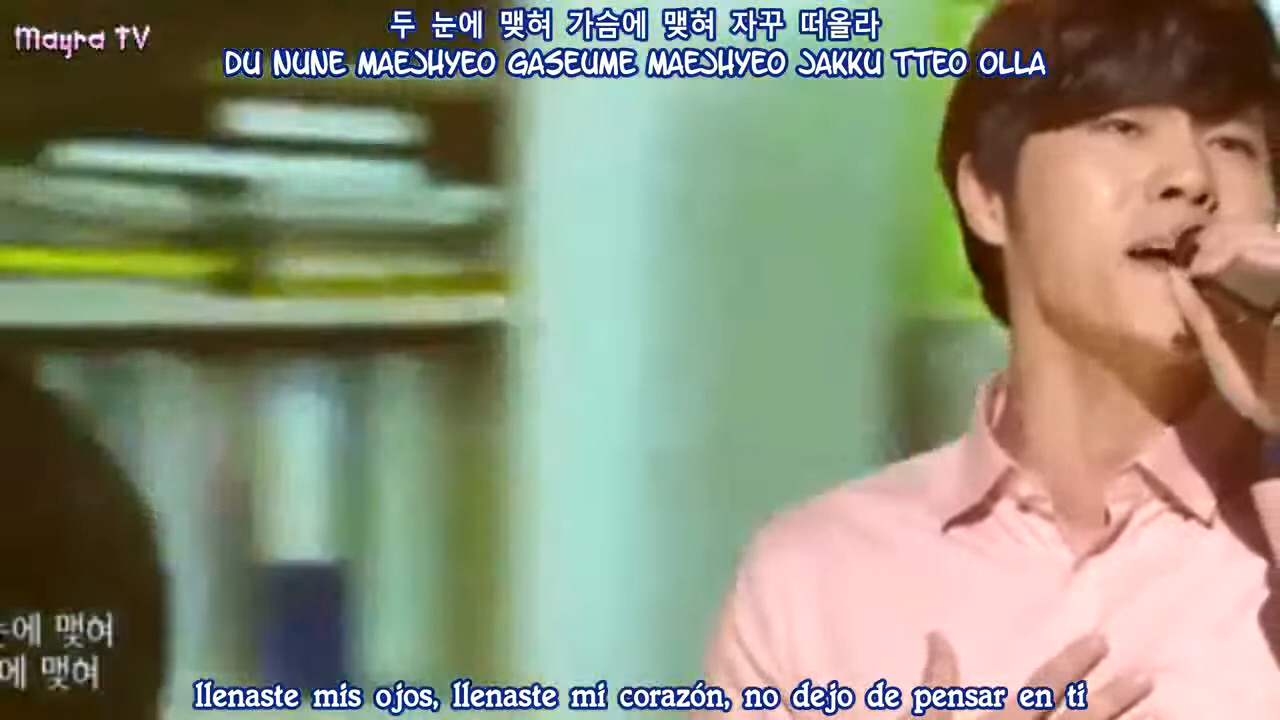 두 눈에 맺혀 가슴에 맺혀 자꾸 떠올라
Mayra TV
DU NUNE MAEJHYEO GASEUME MAEJHYEO JAKKU TTEO OLLA
눈에 맺혀
에 맺혀
llenaste mis ojos, llenaste mi corazón, no dejo de pensar en ti